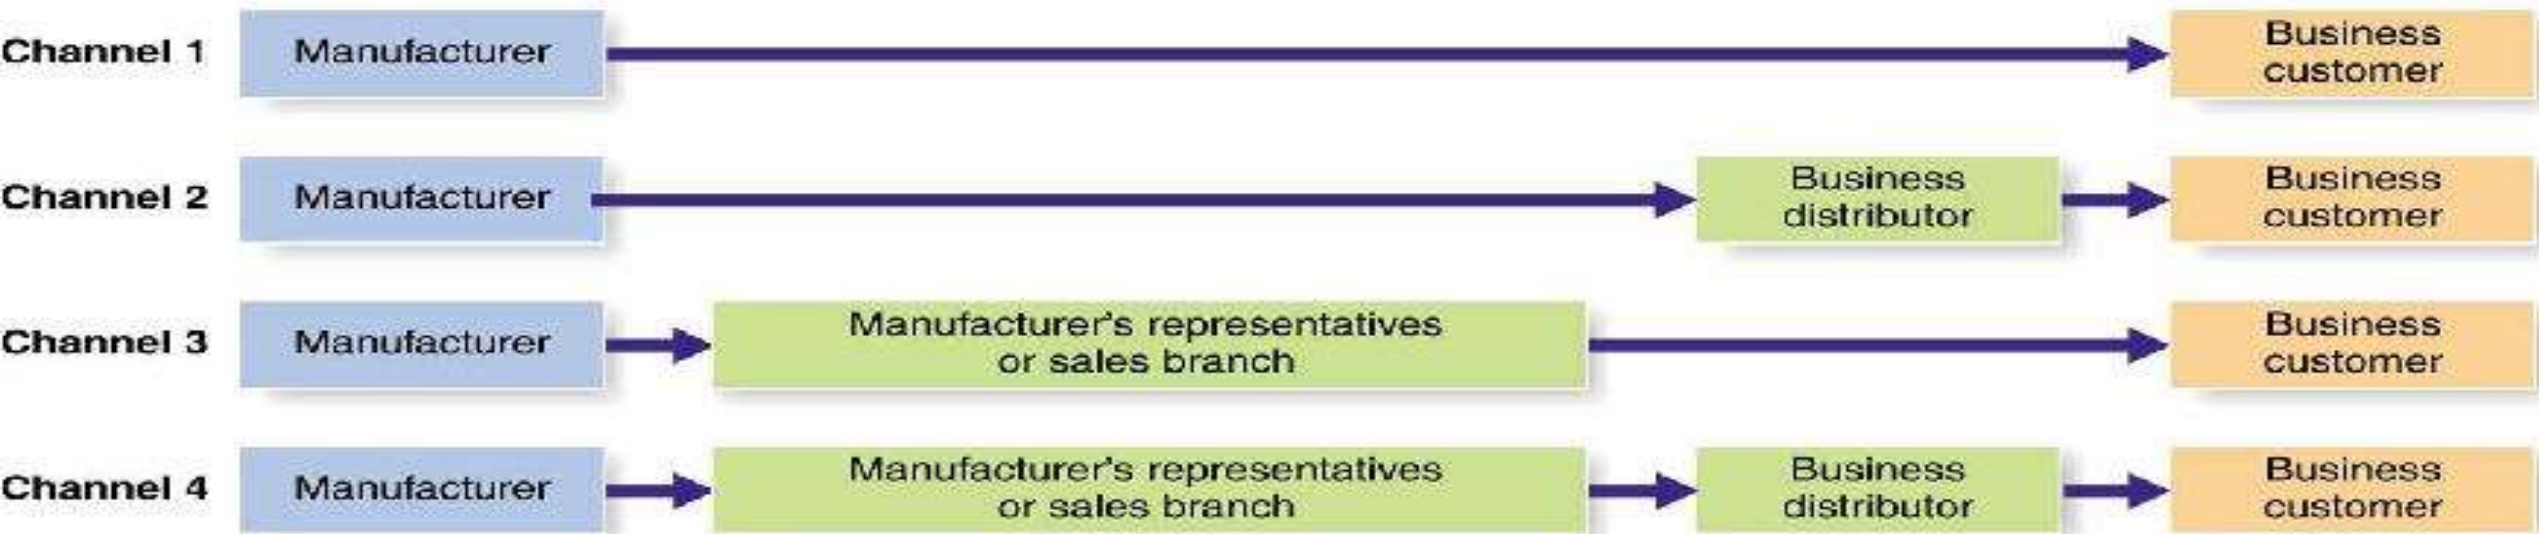 Channel 1
Manufacturer
Business
customer
Channel 2
Manufacturer
Business
distributor
Business
customer
Channel 3
Manufacturer
Manufacturer's representatives
or sales branch
Business
customer
Channel 4
Manufacturer
Manufacturer's representatives
or sales branch
Business
distributor
Business
customer